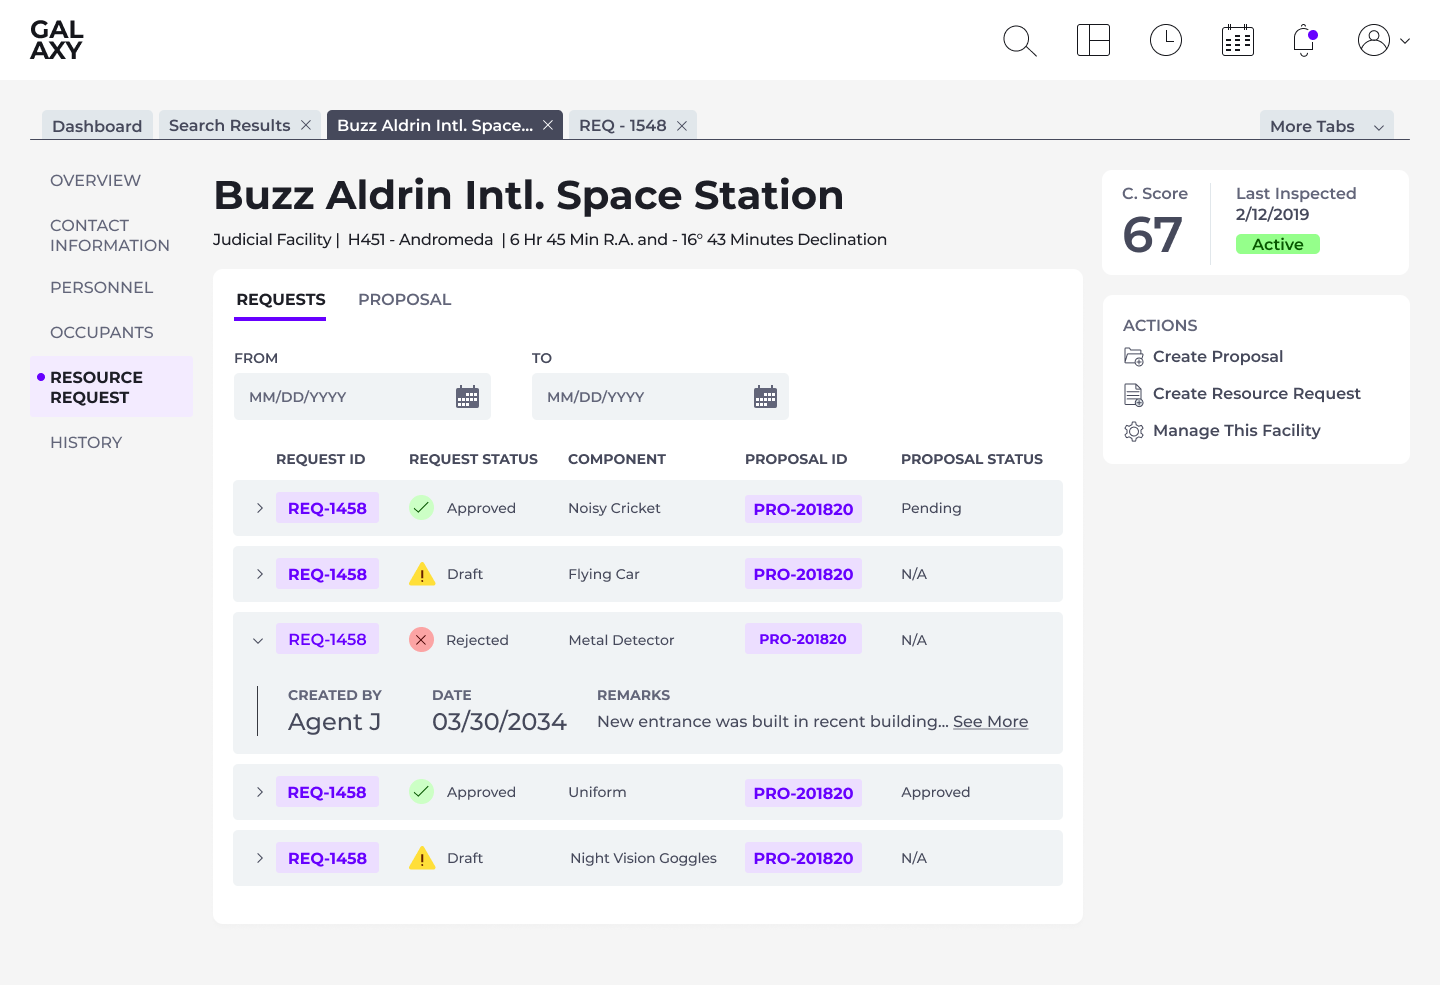 GAL
AXY
Dashboard
Search Results
Buzz Aldrin Intl. Space...
REQ - 1548
More Tabs
OVERVIEW
CONTACT
INFORMATION
PERSONNEL
OCCUPANTS
RESOURCE
REQUEST
HISTORY
Buzz Aldrin Intl. Space Station
Judicial Facility | H451 - Andromeda | 6 Hr 45 Min R.A. and - 16° 43 Minutes Declination
REQUESTS PROPOSAL
FROM TO
MM/DD/YYYY MM/DD/YYYY
REQUEST ID REQUEST STATUS COMPONENT PROPOSAL ID PROPOSAL STATUS
REQ-1458 Approved Noisy Cricket PRO-201820 Pending
REQ-1458 Draft Flying Car PRO-201820 N/A
REQ-1458 Rejected Metal Detector PRO-201820 N/A
CREATED BY DATE REMARKS
Agent J 03/30/2034 New entrance was built in recent building... See More
REQ-1458 Approved Uniform PRO-201820 Approved
REQ-1458 Draft Night Vision Goggles PRO-201820 N/A
C. Score
67
Last Inspected
2/12/2019
Active
ACTIONS
Create Proposal
Create Resource Request
Manage This Facility